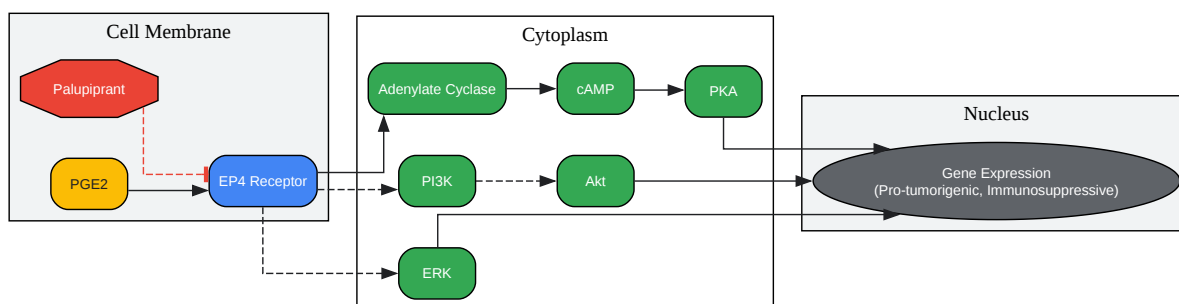 Cell Membrane
Palupiprant
PGE2
EP4 Receptor
Cytoplasm
Adenylate Cyclase
cAMP
PKA
PI3K
Akt
ERK
Nucleus
Gene Expression
(Pro-tumorigenic, Immunosuppressive)